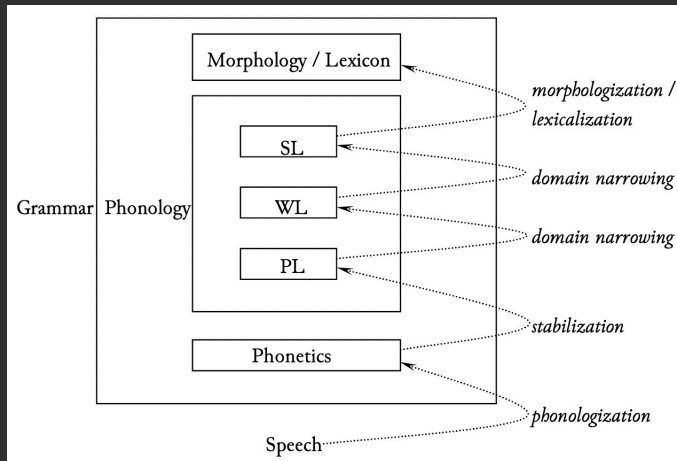 Morphology / Lexicon
morphologization /
lexicalization
SL
domain narrowing
Grammar
Phonology
WL
domain narrowing
PL
stabilization
Phonetics
phonologization
Speech